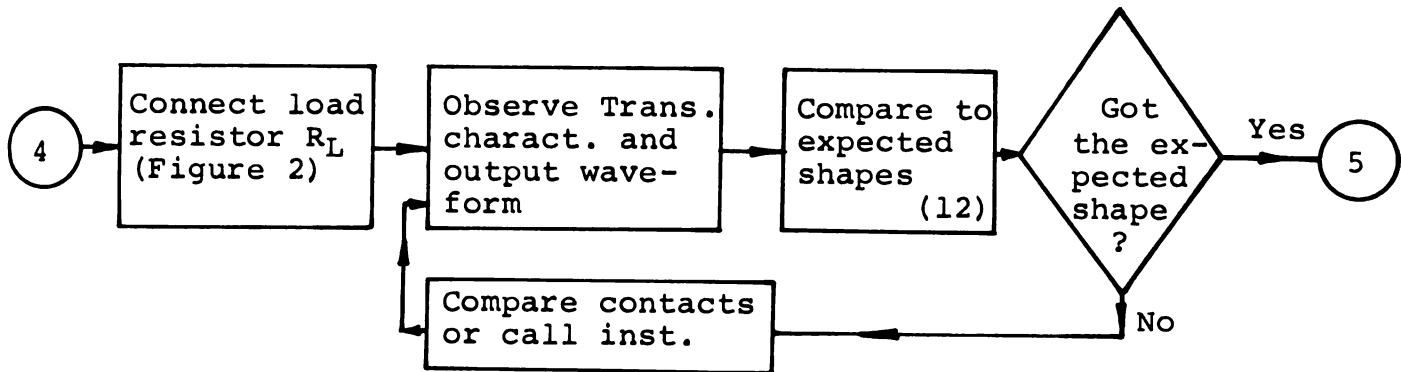 4
Connect load
resistor RL
(Figure 2)
Observe Trans.
charact. and
output wave-
form
Compare to
expected
shapes
(12)
Got
the ex-
pected
shape
?
Yes
5
No
Compare contacts
or call inst.